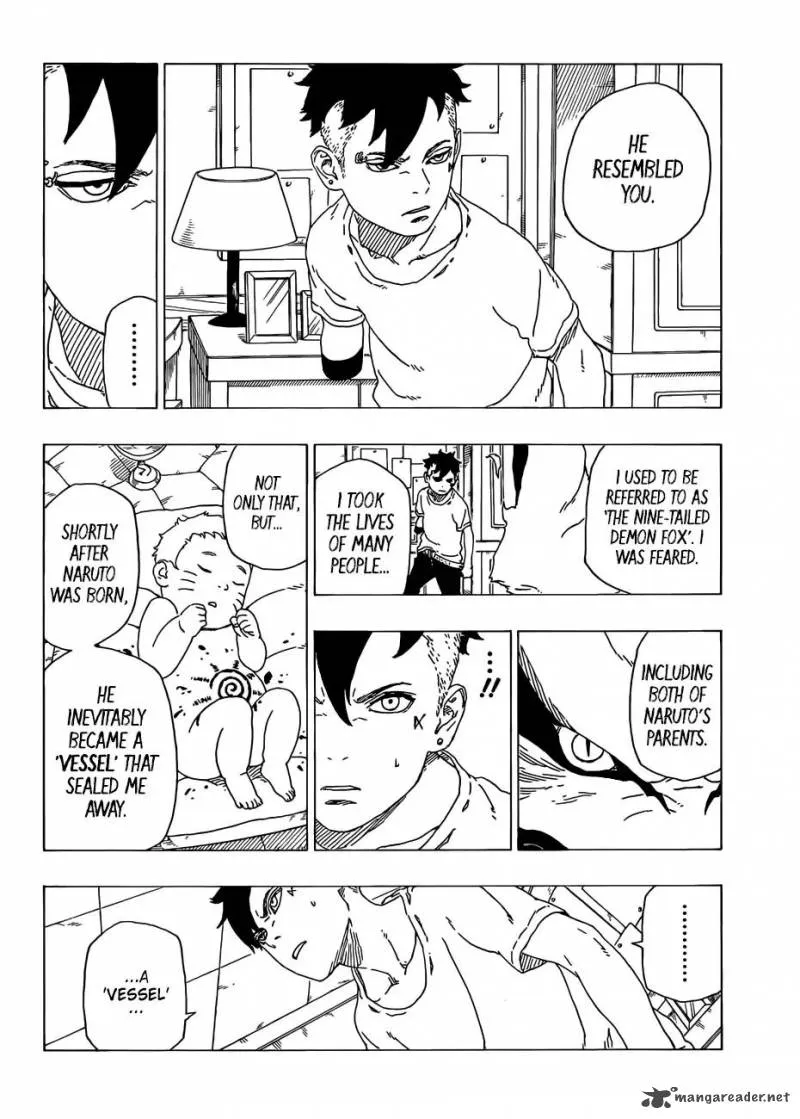 HE
RESEMBLED
YOU.
.........
I USED TO BE
REFERRED TO AS
'THE NINE-TAILED
DEMON FOX'. I
WAS FEARED.
I TOOK
THE LIVES
OF MANY
PEOPLE...
INCLUDING
BOTH OF
NARUTO'S
PARENTS.
.....!!
NOT
ONLY THAT,
BUT...
SHORTLY
AFTER
NARUTO
WAS BORN,
HE
INEVITABLY
BECAME A
'VESSEL' THAT
SEALED ME
AWAY.
........
...A
'VESSEL'
...
mangareader.net